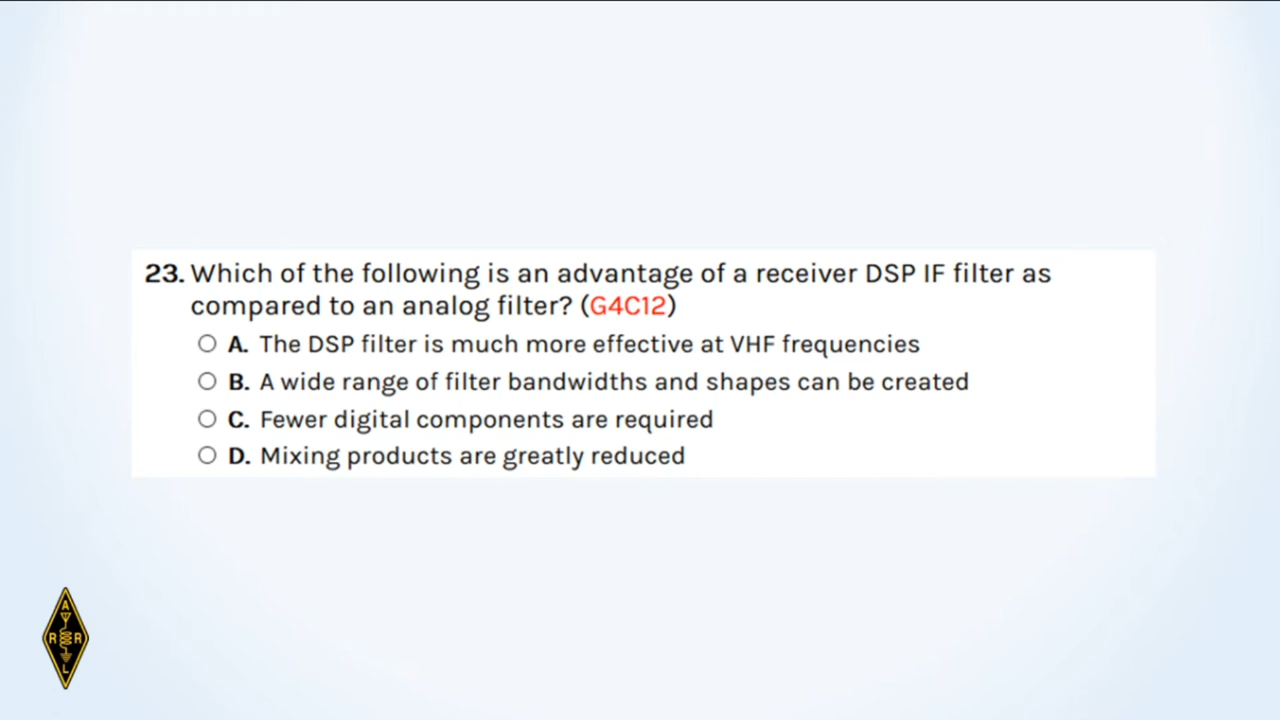 23. Which of the following is an advantage of a receiver DSP IF filter as
compared to an analog filter? (G4C12)
A. The DSP filter is much more effective at VHF frequencies
B. A wide range of filter bandwidths and shapes can be created
C. Fewer digital components are required
D. Mixing products are greatly reduced
A
R R
L